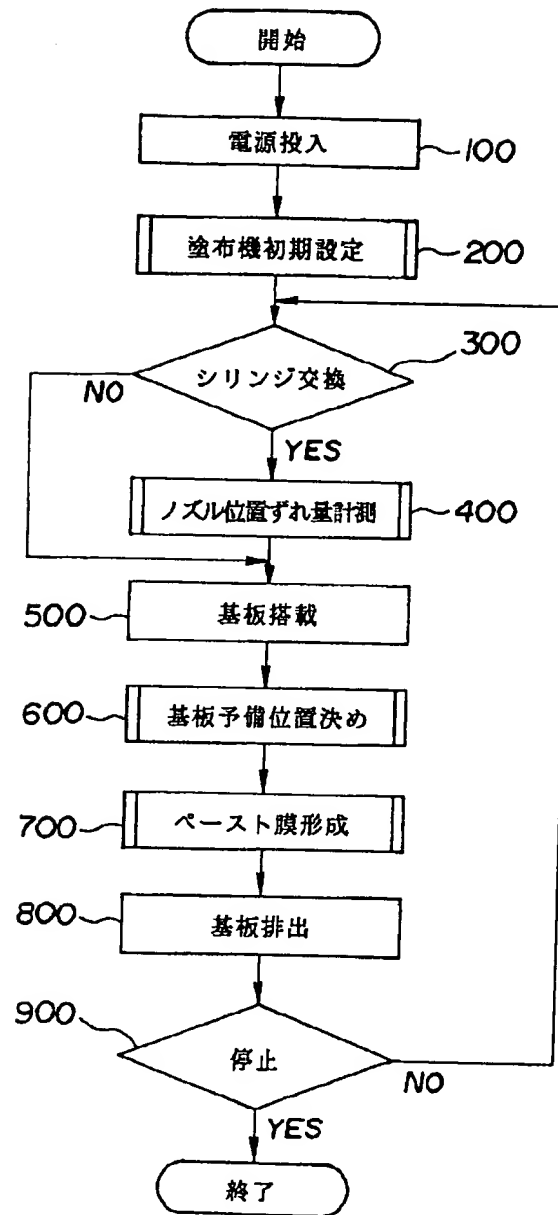 開始
電源投入
100
塗布機初期設定
200
シリンジ交換
300
NO
YES
ノズル位置ずれ量計測
400
500
基板搭載
600
基板予備位置決め
700
ペースト膜形成
800
基板排出
900
停止
NO
YES
終了